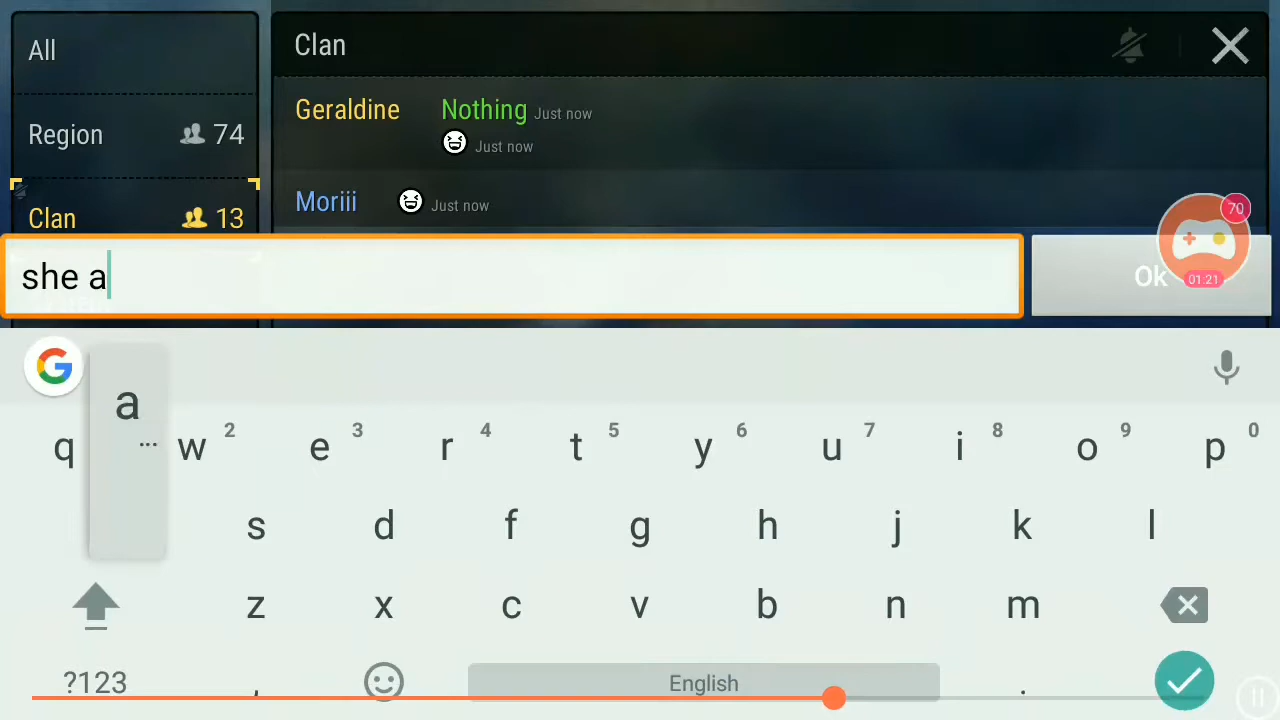 All
Clan
Geraldine Nothing Just now
Just now
Region 74
Moriii Just now
Clan 13
70
she a
Ok
01:21
a
...
q w 2 e 3 r 4 t 5 y 6 u 7 i 8 o 9 p 0
s d f g h j k l
z x c v b n m
?123 , English .